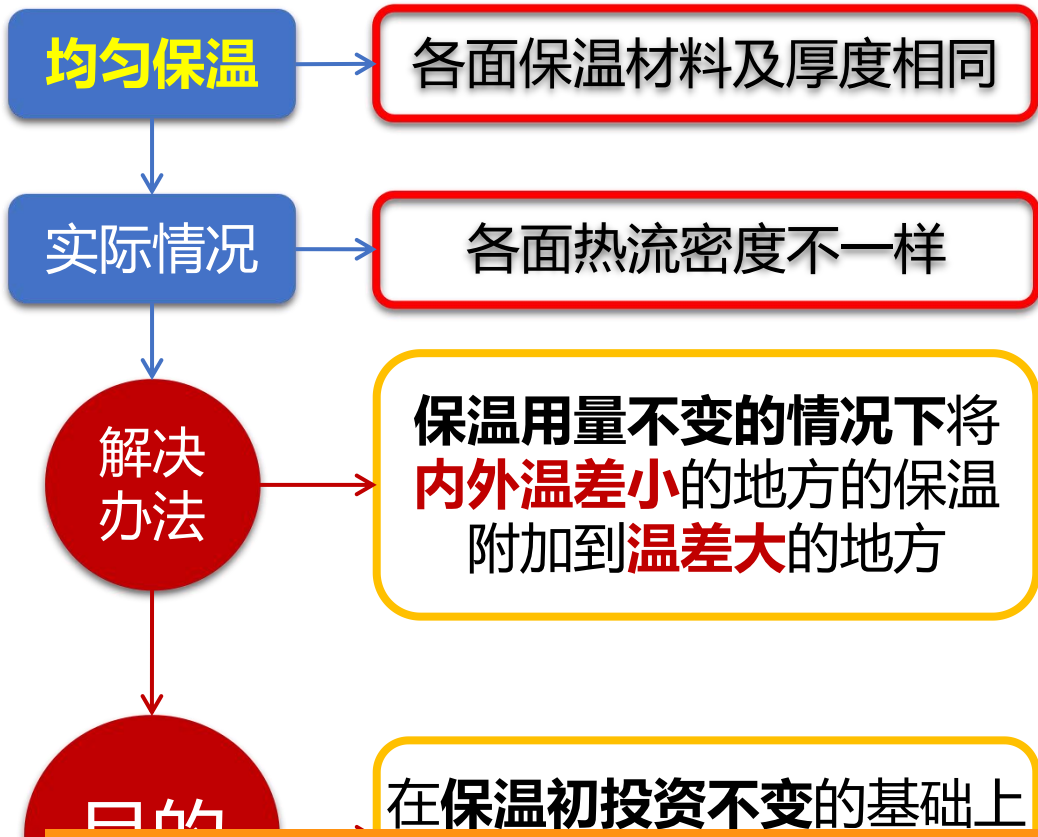 均匀保温
各面保温材料及厚度相同
实际情况
各面热流密度不一样
解决
办法
保温用量不变的情况下将
内外温差小的地方的保温
附加到温差大的地方
目的
在保温初投资不变的基础上